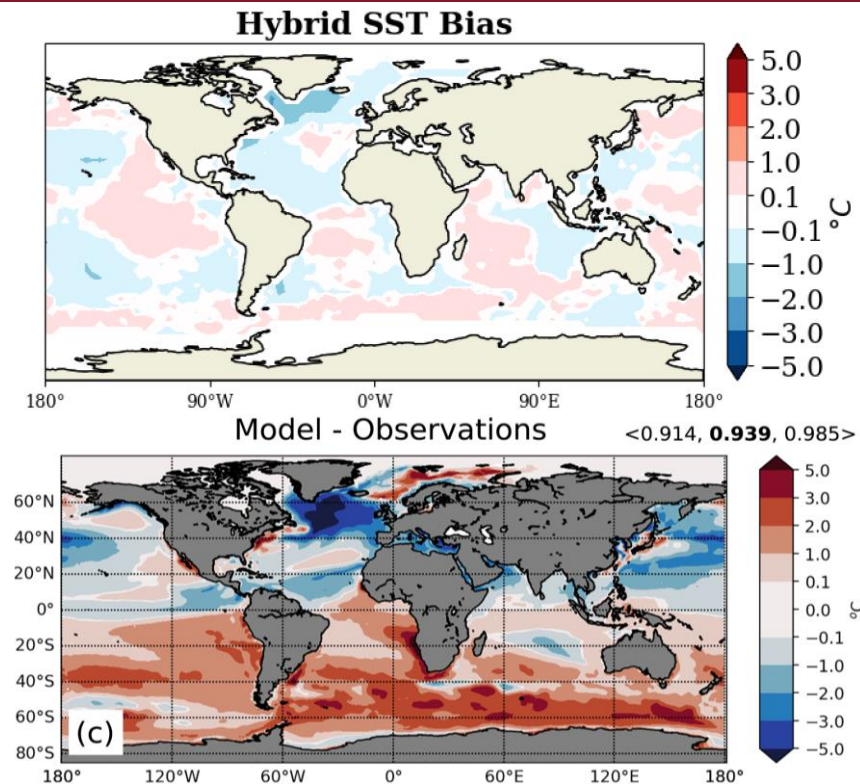 Hybrid SST Bias
5.0
3.0
2.0
1.0
0.1
−0.1
−1.0
−2.0
−3.0
−5.0
°C
180° 90°W 0° 90°E 180°
Model - Observations <0.914, 0.939, 0.985>
60°N
40°N
20°N
0°
20°S
40°S
60°S
80°S
(c)
5.0
3.0
2.0
1.0
0.1
0.0
−0.1
−1.0
−2.0
−3.0
−5.0
°C
180° 120°W 60°W 0° 60°E 120°E 180°